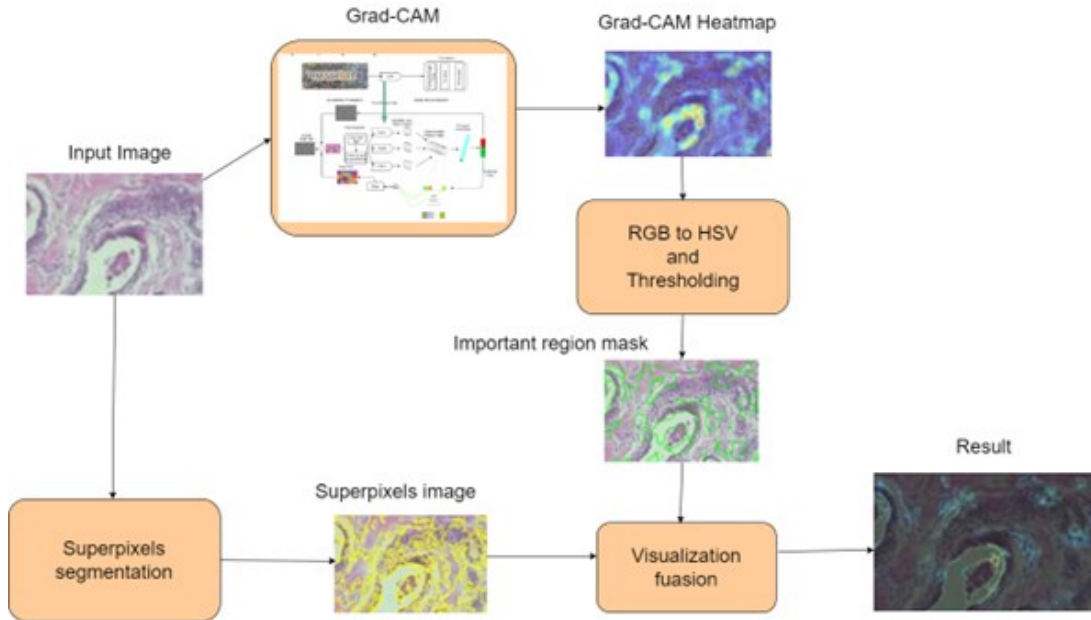 Grad-CAM
Grad-CAM Heatmap
Input Image
RGB to HSV
and
Thresholding
Important region mask
Result
Superpixels image
Superpixels
segmentation
Visualization
fuasion